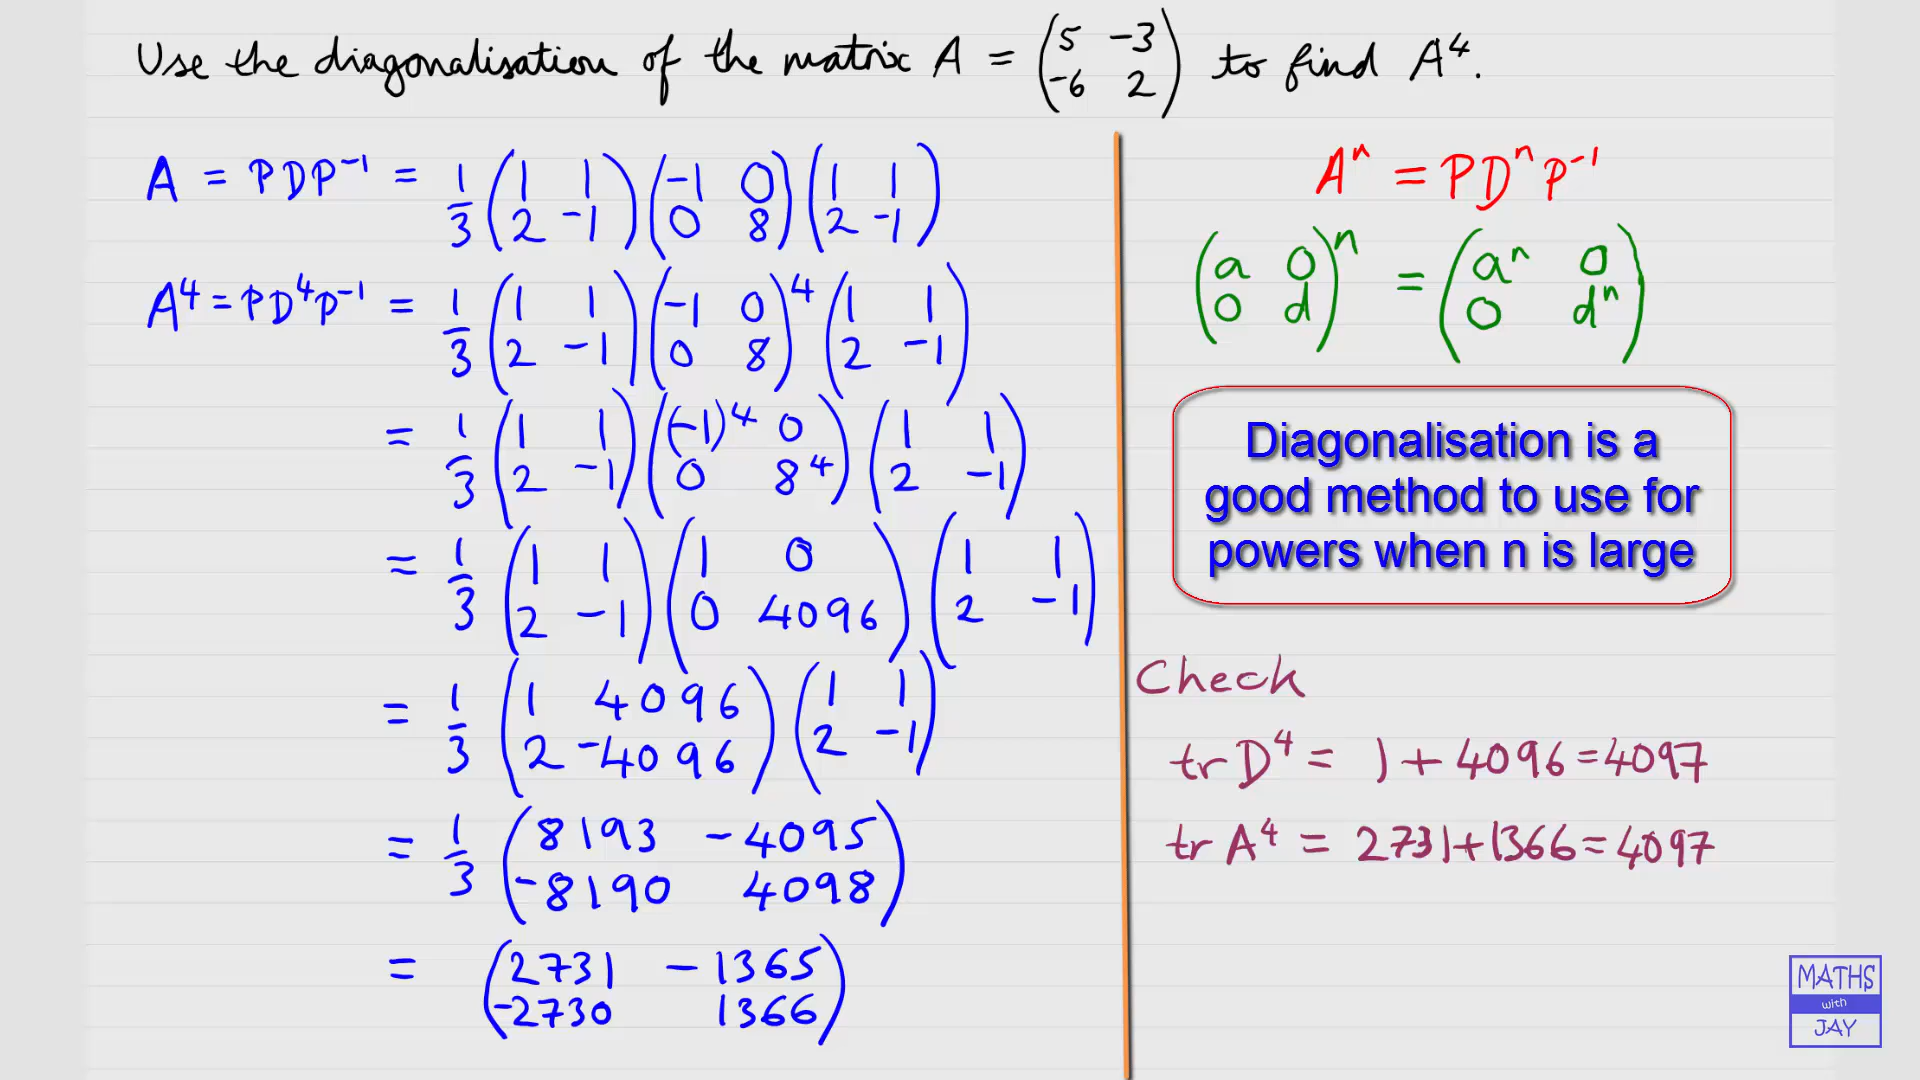 Use the diagonalisation of the matrix A = (5 -3; -6 2) to find A⁴.
A = PDP⁻¹ = 1/3 (1 1; 2 -1) (-1 0; 0 8) (1 1; 2 -1)
A⁴ = PD⁴P⁻¹ = 1/3 (1 1; 2 -1) (-1 0; 0 8)⁴ (1 1; 2 -1)
= 1/3 (1 1; 2 -1) ((-1)⁴ 0; 0 8⁴) (1 1; 2 -1)
= 1/3 (1 1; 2 -1) (1 0; 0 4096) (1 1; 2 -1)
= 1/3 (1 4096; 2 -4096) (1 1; 2 -1)
= 1/3 (8193 -4095; -8190 4098)
= (2731 -1365; -2730 1366)
Aⁿ = PDⁿP⁻¹
(a 0; 0 d)ⁿ = (aⁿ 0; 0 dⁿ)
Diagonalisation is a
good method to use for
powers when n is large
Check
tr D⁴ = 1 + 4096 = 4097
tr A⁴ = 2731 + 1366 = 4097
MATHS
with
JAY